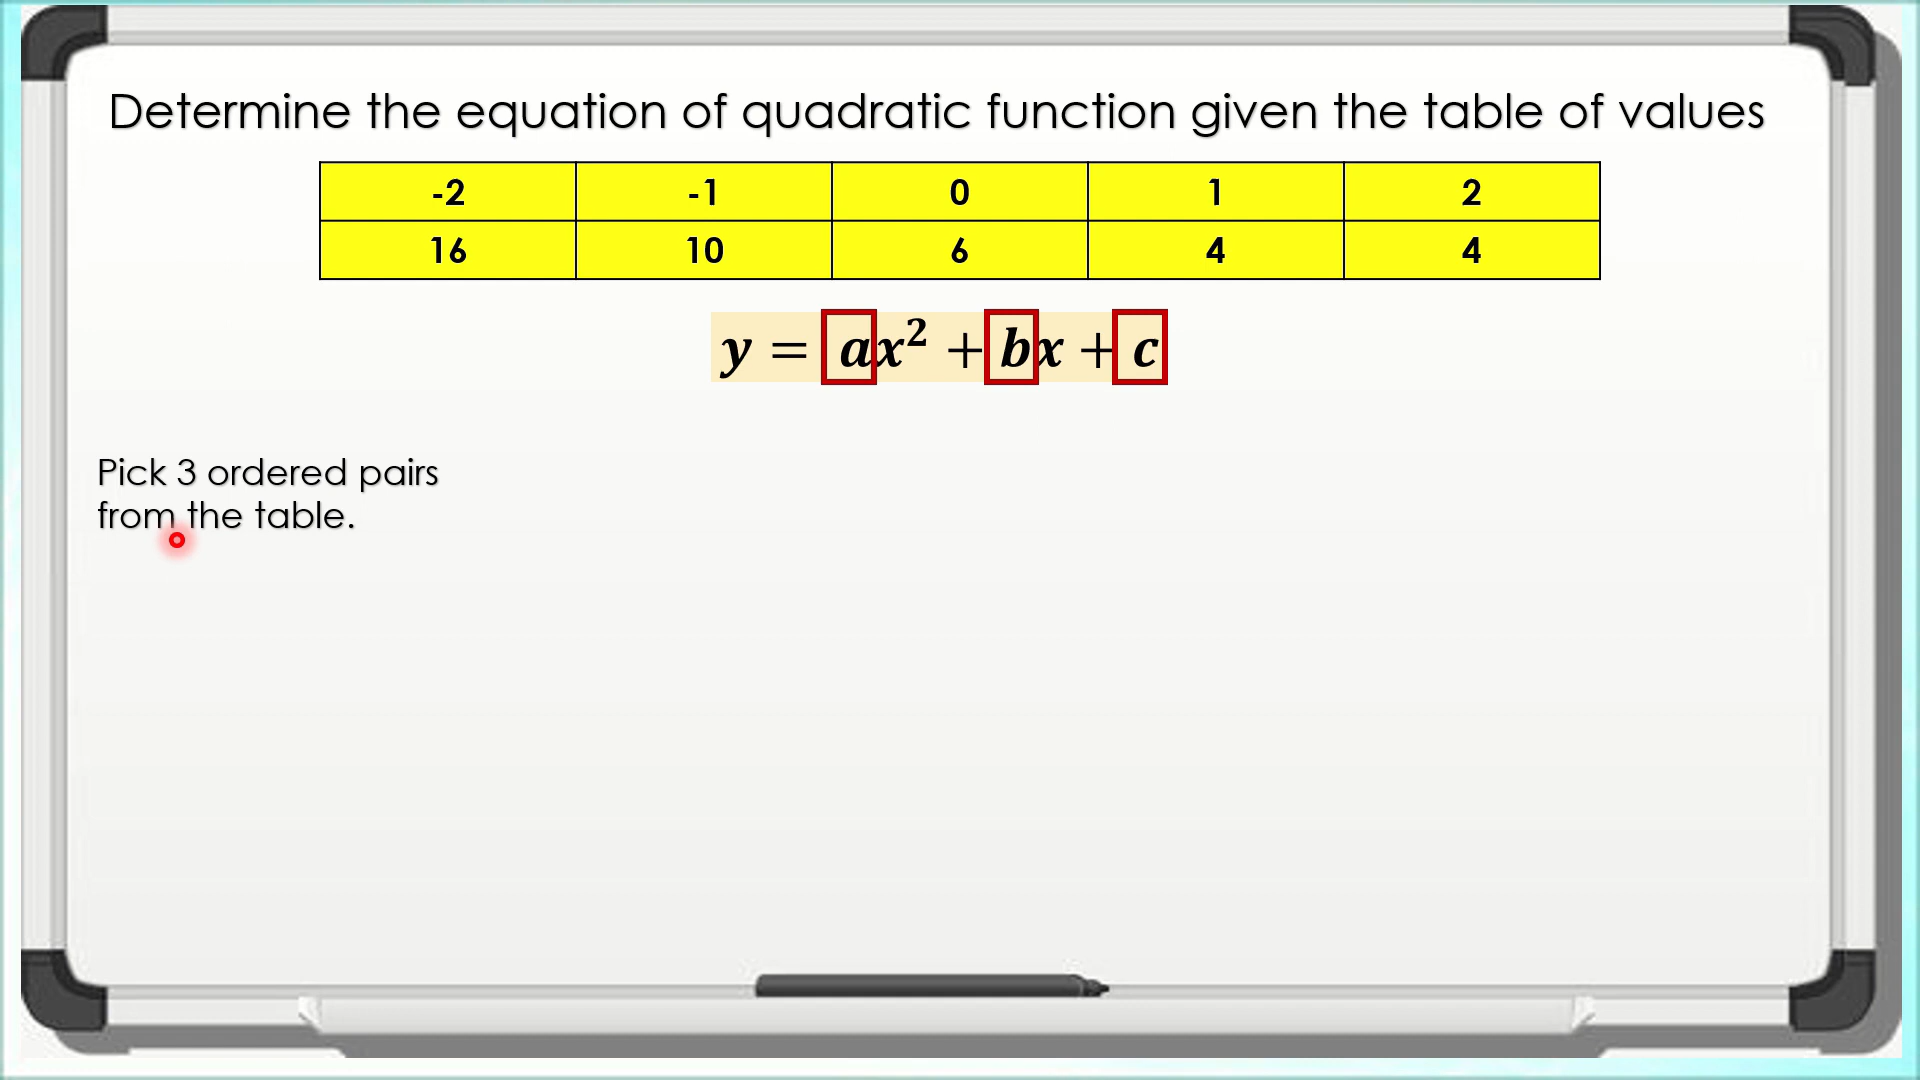 Determine the equation of quadratic function given the table of values
-2 -1 0 1 2
16 10 6 4 4
y = ax² + bx + c
Pick 3 ordered pairs
from the table.